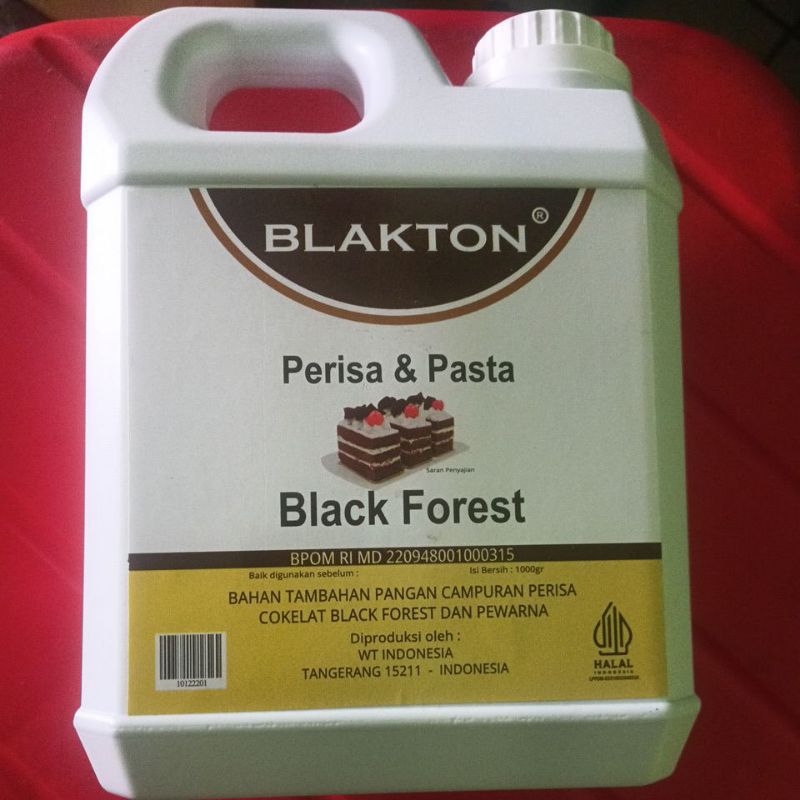 BLAKTON®
Perisa & Pasta
Saran Penyajian
Black Forest
BPOM RI MD 220948001000315
Baik digunakan sebelum :
Isi Bersih : 1000gr
BAHAN TAMBAHAN PANGAN CAMPURAN PERISA
COKELAT BLACK FOREST DAN PEWARNA
Diproduksi oleh :
WT INDONESIA
TANGERANG 15211 - INDONESIA
10122201
HALAL
INDONESIA